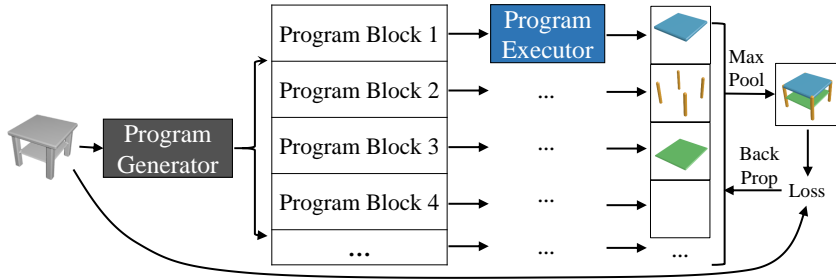 Program Generator
Program Block 1
Program Block 2
Program Block 3
Program Block 4
...
Program Executor
...
...
...
...
...
Max Pool
Back Prop
Loss